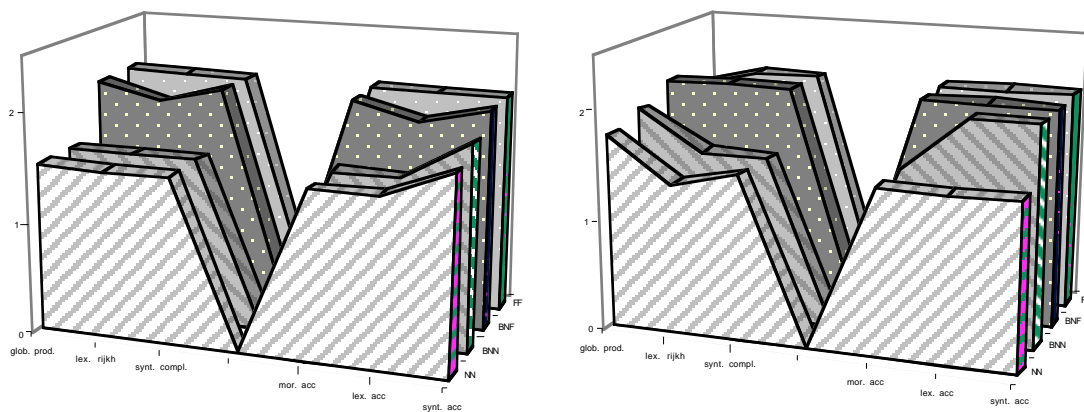 2
1
0
glob. prod.
lex. rijkh
synt. compl.
mor. acc
lex. acc
synt. acc
NN
BNN
BNF
FF
2
1
0
glob. prod.
lex. rijkh
synt. compl.
mor. acc
lex. acc
synt. acc
NN
BNN
BNF